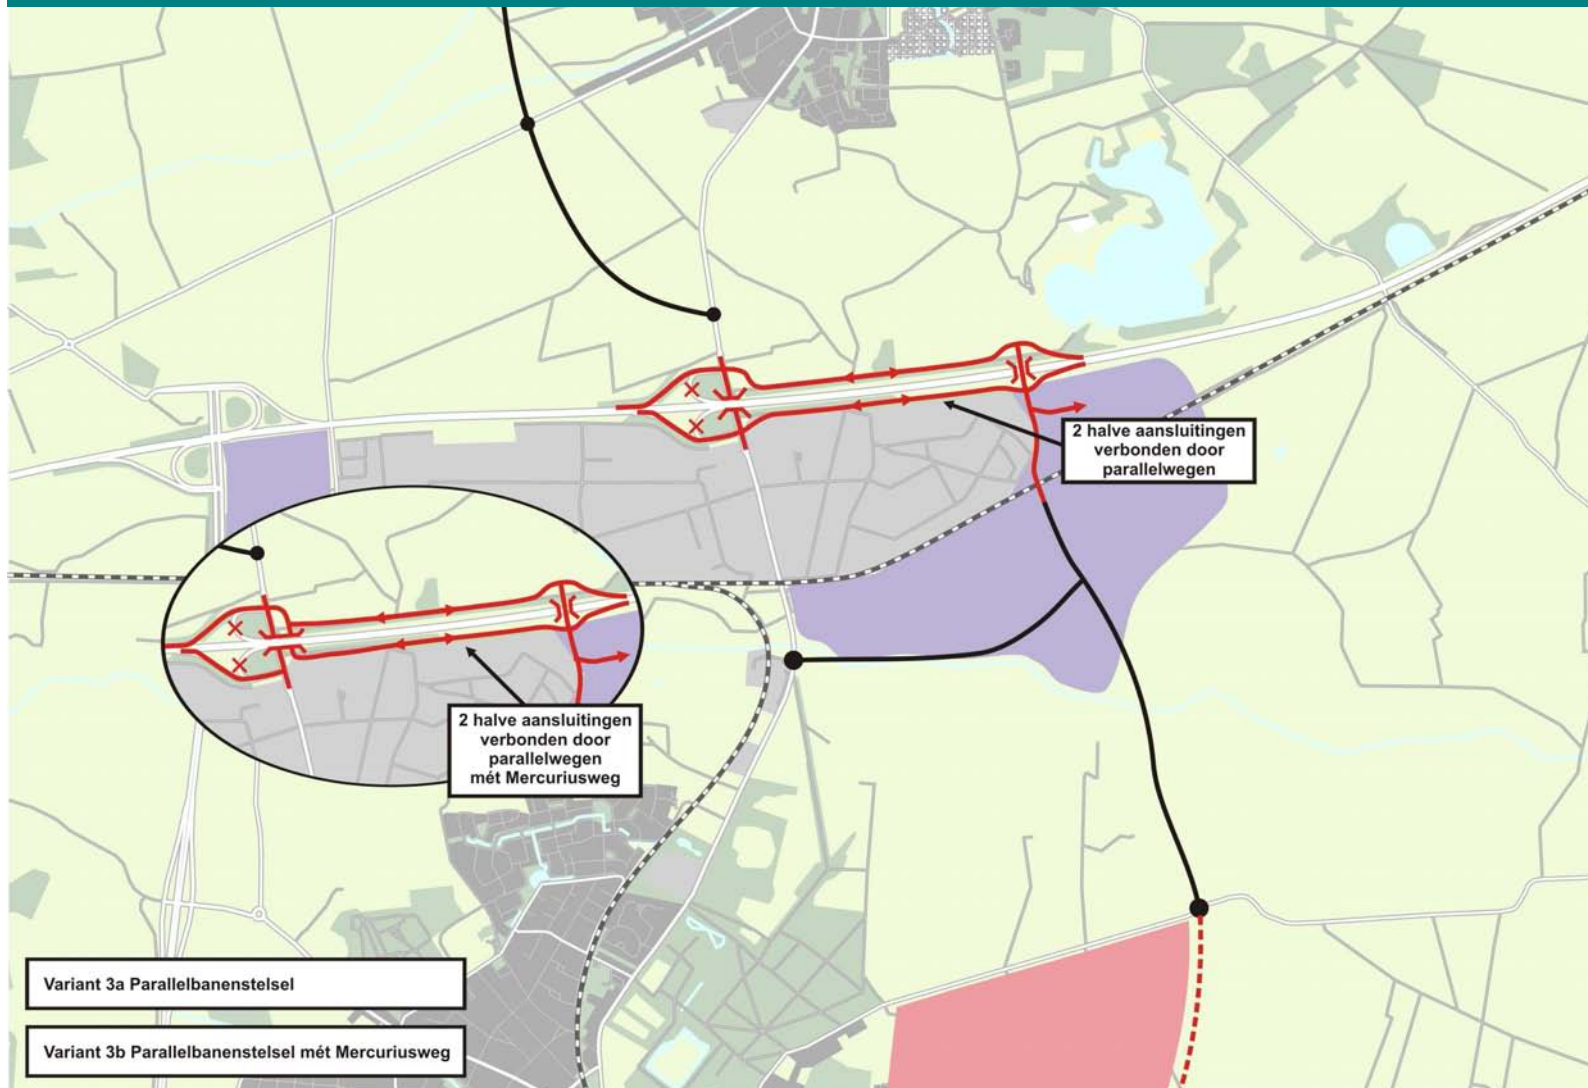 2 halve aansluitingen
verbonden door
parallelwegen
2 halve aansluitingen
verbonden door
parallelwegen
mét Mercuriusweg
Variant 3a Parallelbanenstelsel
Variant 3b Parallelbanenstelsel mét Mercuriusweg